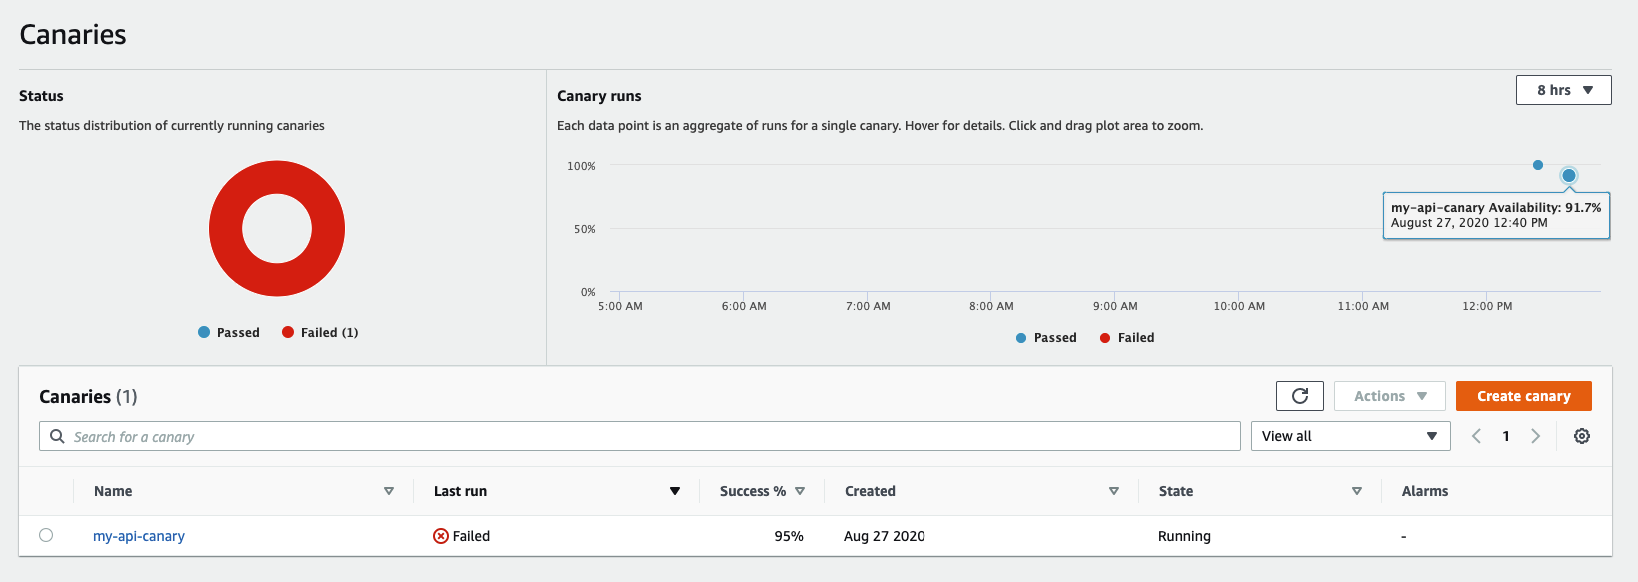 Canaries
Status
The status distribution of currently running canaries
Passed Failed (1)
Canary runs
8 hrs
Each data point is an aggregate of runs for a single canary. Hover for details. Click and drag plot area to zoom.
100%
50%
0%
my-api-canary Availability: 91.7%
August 27, 2020 12:40 PM
5:00 AM 6:00 AM 7:00 AM 8:00 AM 9:00 AM 10:00 AM 11:00 AM 12:00 PM
Passed Failed
Canaries (1)
Actions
Create canary
Search for a canary
View all
1
Name Last run Success % Created State Alarms
my-api-canary Failed 95% Aug 27 2020 Running -